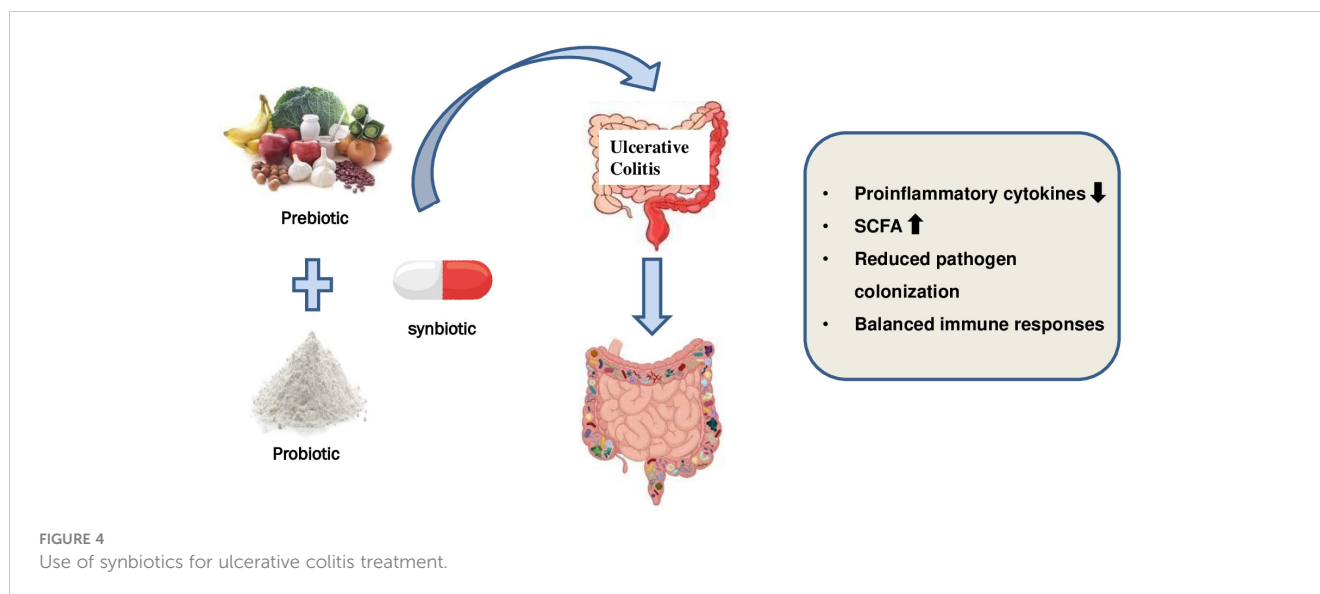 Prebiotic
synbiotic
Probiotic
Ulcerative
Colitis
• Proinflammatory cytokines ⬇
• SCFA ⬆
• Reduced pathogen
colonization
• Balanced immune responses
FIGURE 4
Use of synbiotics for ulcerative colitis treatment.